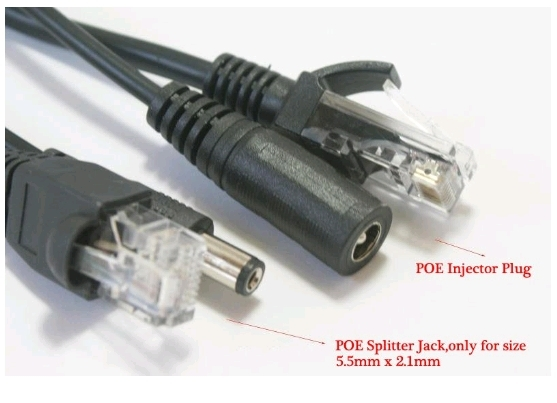 POE Injector Plug
POE Splitter Jack,only for size
5.5mm x 2.1mm